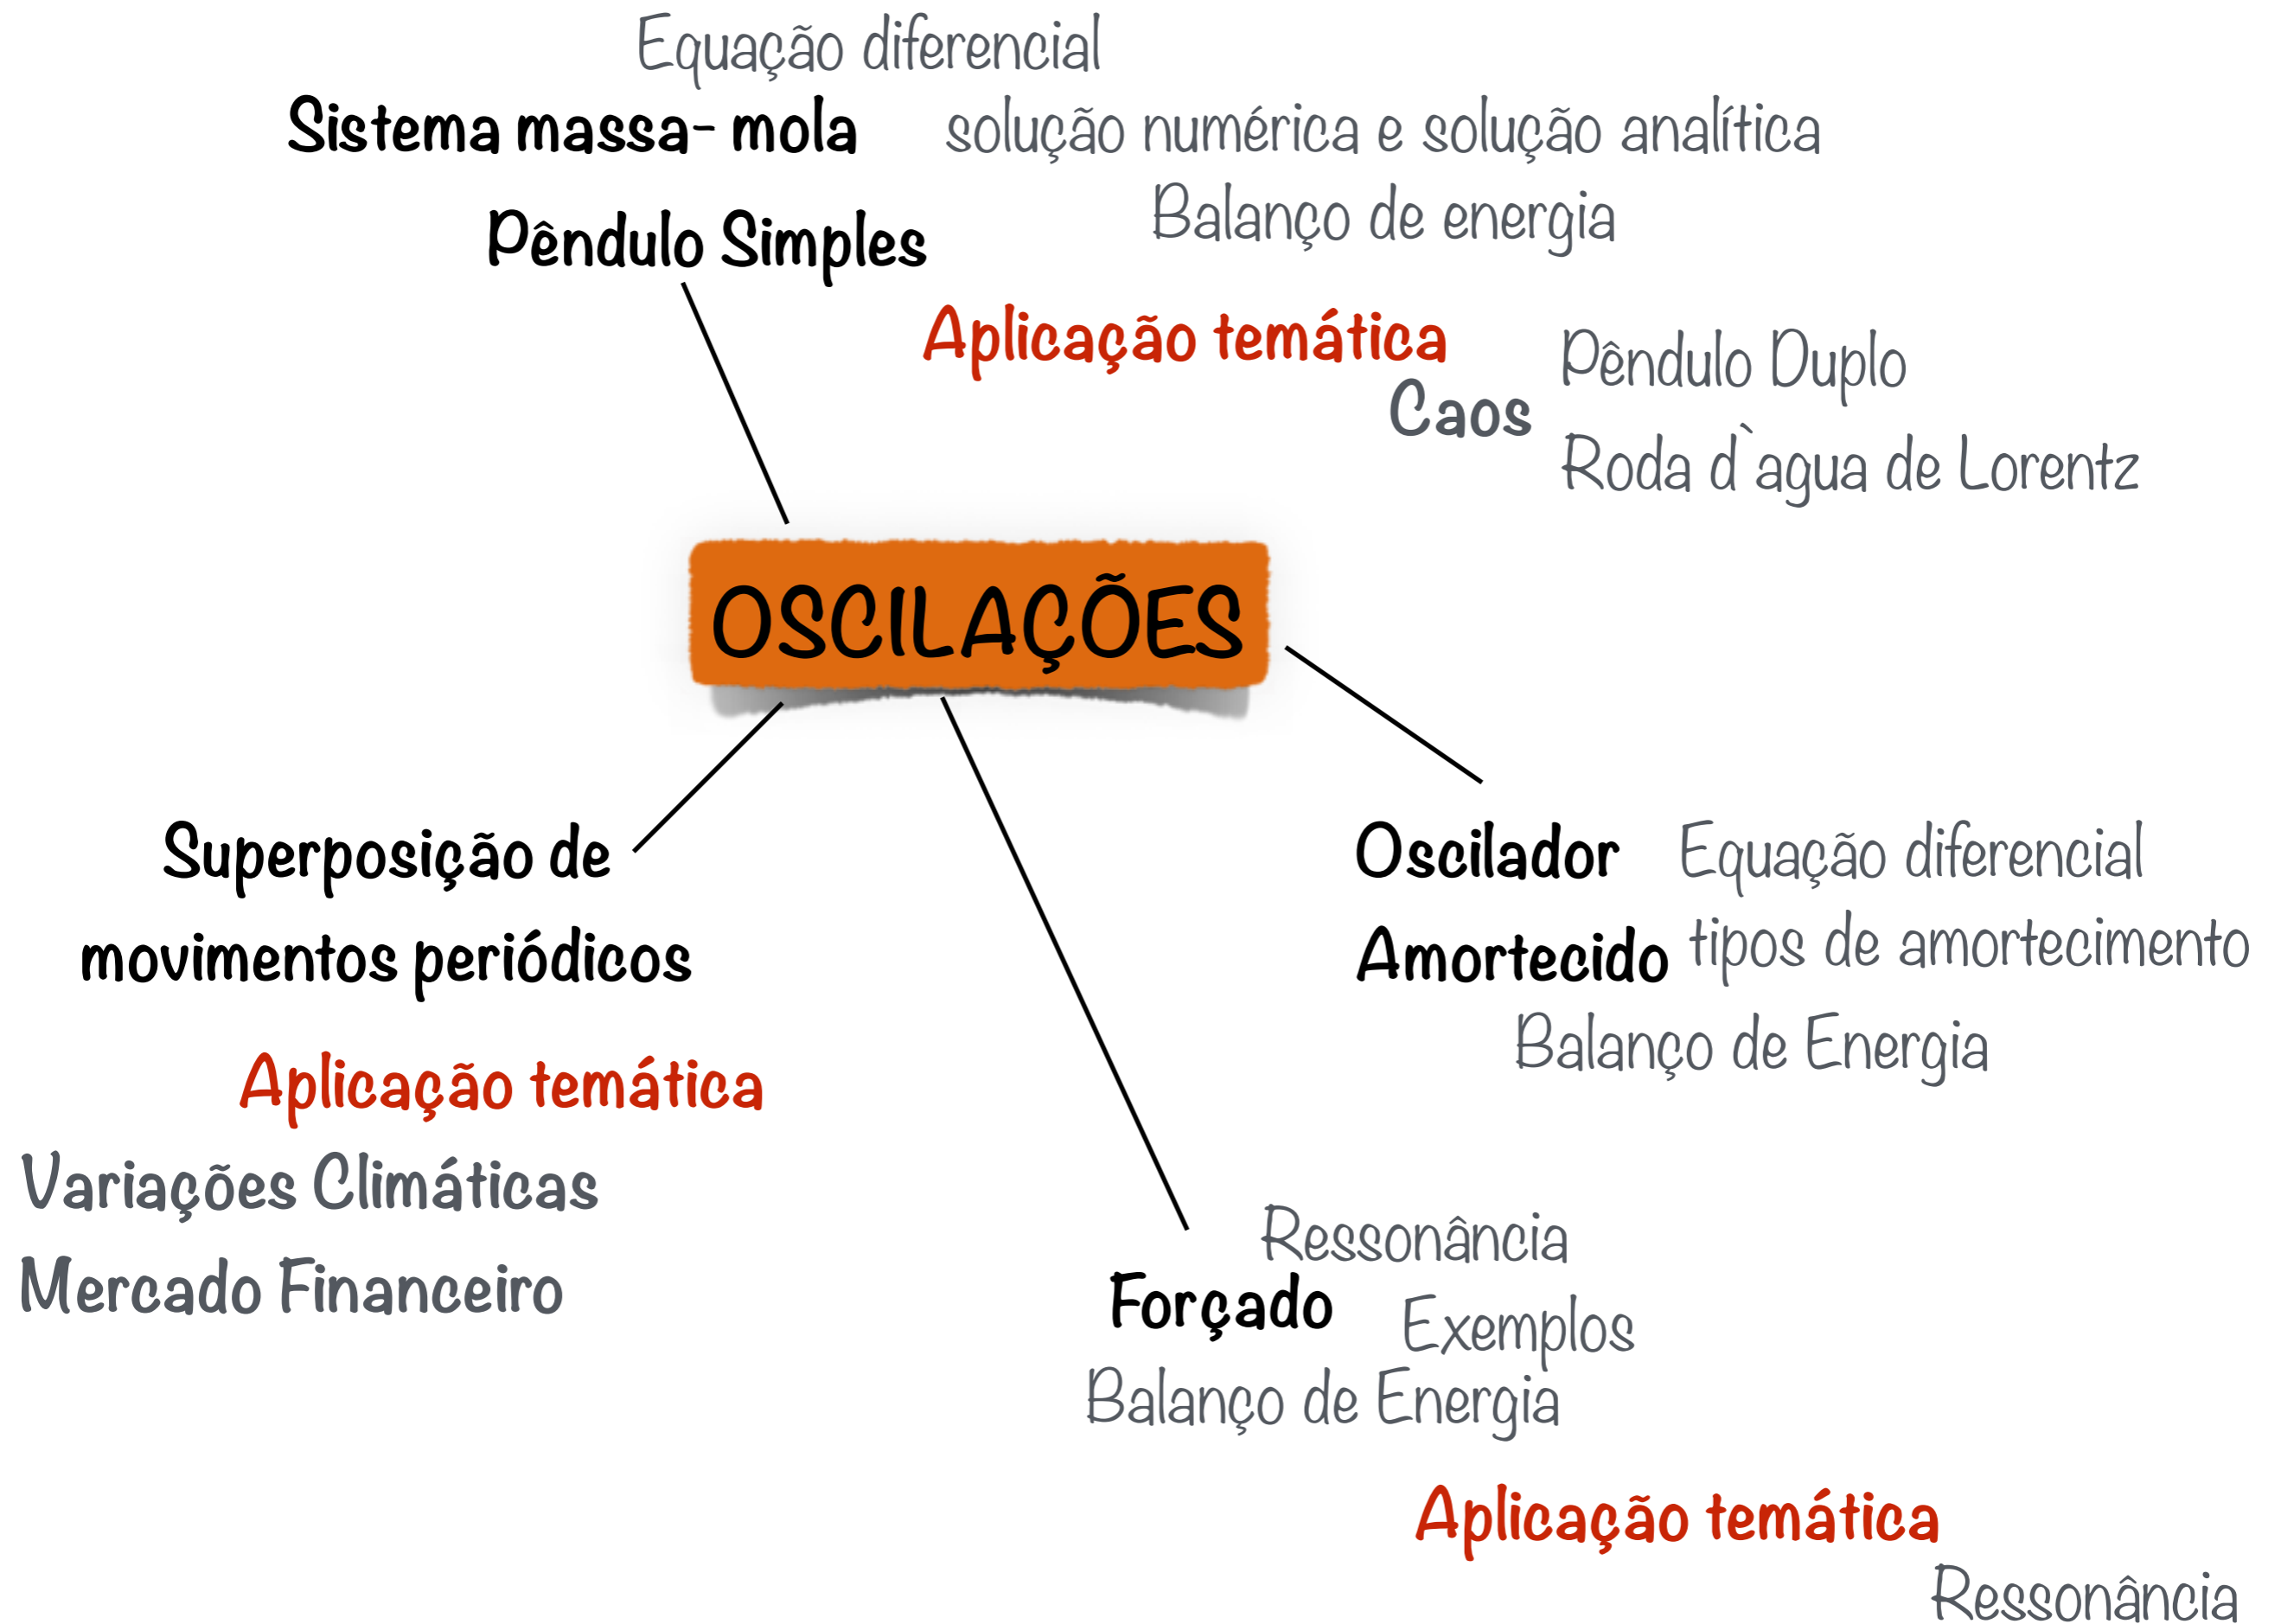 Equação diferencial
Sistema massa- mola
solução numérica e solução analítica
Pêndulo Simples
Balanço de energia
Aplicação temática
Caos
Pêndulo Duplo
Roda d`agua de Lorentz
OSCILAÇÕES
Superposição de
movimentos periódicos
Aplicação temática
Variações Climáticas
Mercado Financeiro
Oscilador
Amortecido
Equação diferencial
tipos de amortecimento
Balanço de Energia
Ressonância
Forçado
Exemplos
Balanço de Energia
Aplicação temática
Ressonância